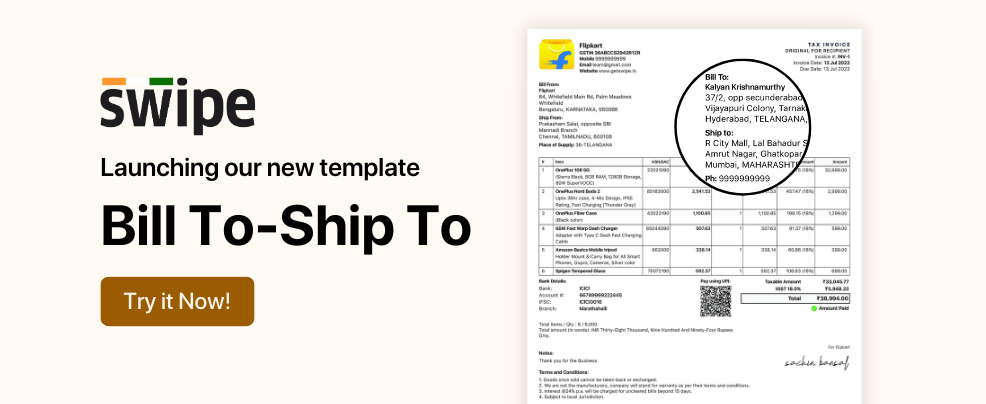 swipe
Launching our new template
Bill To-Ship To
Try it Now!
Flipkart
GSTIN 36ABCCS2942R1ZR
Mobile 9999999999
Email team@gmail.com
Website www.getswipe.in
TAX INVOICE
ORIGINAL FOR RECIPIENT
Invoice #: INV-1
Invoice Date: 13 Jul 2023
Due Date: 13 Jul 2023
Bill From:
Flipkart
64, Whitefield Main Rd, Palm Meadows
Whitefield
Bengaluru, KARNATAKA, 560066
Ship From:
Prakasham Salai, opposite SBI
Mannadi Branch
Chennai, TAMILNADU, 600108
Place of Supply: 36-TELANGANA
Bill To:
Kalyan Krishnamurthy
37/2, opp secunderabad
Vijayapuri Colony, Tarnak
Hyderabad, TELANGANA,
Ship to:
R City Mall, Lal Bahadur S
Amrut Nagar, Ghatkopar
Mumbai, MAHARASHT
Ph: 9999999999
# Item HSN/SAC Amount Amount
1 OnePlus 10R 5G
(Sierra Black, 8GB RAM, 128GB Storage,
80W SuperVOOC)
2 OnePlus Nord Buds 2 85183000 2,541.53 457.47 (18%) 2,999.00
Upto 36hr case, 4-Mic Design, IP55
Rating, Fast Charging [Thunder Gray]
3 OnePlus Fiber Case 42023190 1,100.85 1 1,100.85 198.15 (18%) 1,299.00
(Black color)
4 65W Fast Warp Dash Charger 85044090 507.63 1 507.63 91.37 (18%) 599.00
Adapter with Type C Dash Fast Charging
Cable
5 Amazon Basics Mobile tripod 962000 338.14 1 338.14 60.86 (18%) 399.00
Holder Mount & Carry Bag for All Smart
Phones, Gopro, Cameras, Silver color
6 Spigen Tempered Glass 70072190 592.37 1 592.37 106.63 (18%) 699.00
Bank Details:
Bank: ICICI
Account #: 66789999222445
IFSC: ICICI0016
Branch: Marathahalli
Pay using UPI:
Taxable Amount ₹33,045.77
IGST 18.0% ₹5,948.23
Total ₹38,994.00
Amount Paid
Total Items / Qty : 6 / 6.000
Total amount (in words): INR Thirty-Eight Thousand, Nine Hundred And Ninety-Four Rupees
Only.
For Flipkart
sachin bansal
Notes:
Thank you for the Business
Terms and Conditions:
1. Goods once sold cannot be taken back or exchanged.
2. We are not the manufacturers, company will stand for warranty as per their terms and conditions.
3. Interest @24% p.a. will be charged for uncleared bills beyond 15 days.
4. Subject to local Jurisdiction.